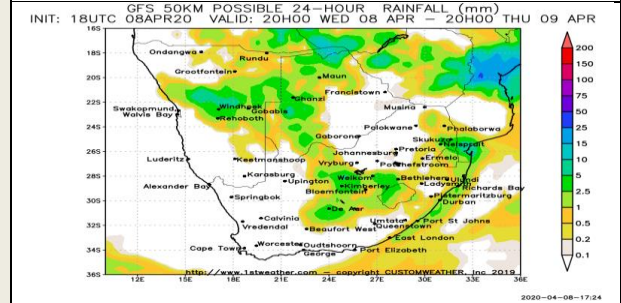 GFS 50KM POSSIBLE 24-HOUR RAINFALL (mm)
INIT: 18UTC 08APR20 VALID: 20H00 WED 08 APR – 20H00 THU 09 APR
16S
Ondangwa
Rundu
Grootfontein
18S
20S
Maun
Francistown
22S
Ghanzi
Windhoek
Gobabis
Swakopmund
Walvis Bay
Rehoboth
Musina
24S
Polokwane
Phalaborwa
Gaborone
Skukuza
Nelspruit
26S
Pretoria
Johannesburg
Ermelo
Luderitz
Keetmanshoop
Vryburg
Potchefstroom
28S
Karasburg
Upington
Welkom
Bethlehem
Ulundi
Kimberley
Ladysmith
Richards Bay
Alexander Bay
Bloemfontein
Pietermaritzburg
30S
Springbok
Durban
De Aar
Calvinia
Vredendal
Umtata
Port St Johns
32S
Beaufort West
Queenstown
East London
Cape Town
Worcester
Oudtshoorn
34S
George
Port Elizabeth
36S
http://www.1stweather.com — copyright CUSTOMWEATHER, Inc 2019
12E 15E 18E 21E 24E 27E 30E 33E 36E
200
150
100
75
50
25
20
15
10
5
2.5
1
0.5
0.2
0.1
2020-04-08-17:24